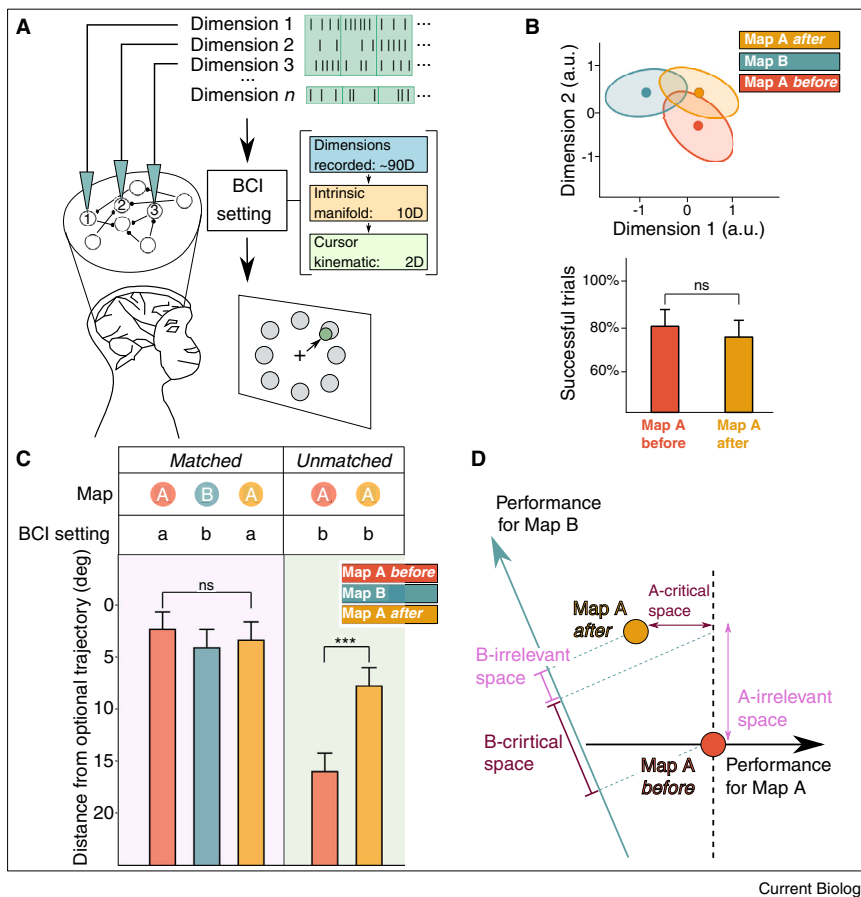 A
Dimension 1 ...
Dimension 2 ...
Dimension 3 ...
...
Dimension n ...
1 2 3
BCI
setting
Dimensions
recorded: ~90D
Intrinsic
manifold: 10D
Cursor
kinematic: 2D
+
B
Map A after
Map B
Map A before
Dimension 2 (a.u.)
1
0
-1
-1 0 1
Dimension 1 (a.u.)
Successful trials
100%
80%
60%
ns
Map A
before
Map A
after
C
Matched Unmatched
Map A B A A A
BCI setting a b a b b
Distance from optional trajectory (deg)
0
5
10
15
20
ns
***
Map A before
Map B
Map A after
D
Performance
for Map B
A-critical
space
Map A
after
B-irrelevant
space
A-irrelevant
space
B-crirtical
space
Map A
before
Performance
for Map A
Current Biolog